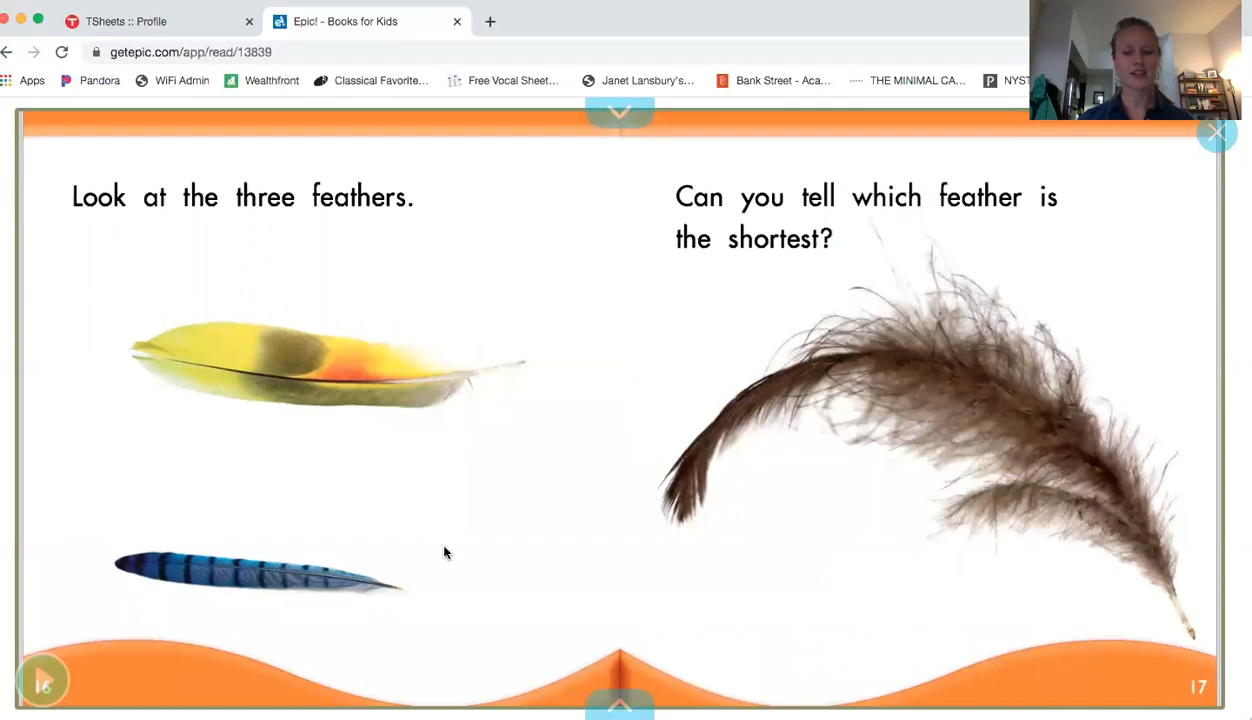 TSheets :: Profile
Epic! - Books for Kids
getepic.com/app/read/13839
Apps
Pandora
WiFi Admin
Wealthfront
Classical Favorite...
Free Vocal Sheet...
Janet Lansbury's...
Bank Street - Aca...
THE MINIMAL CA...
NYST
Look at the three feathers.
Can you tell which feather is
the shortest?
16
17